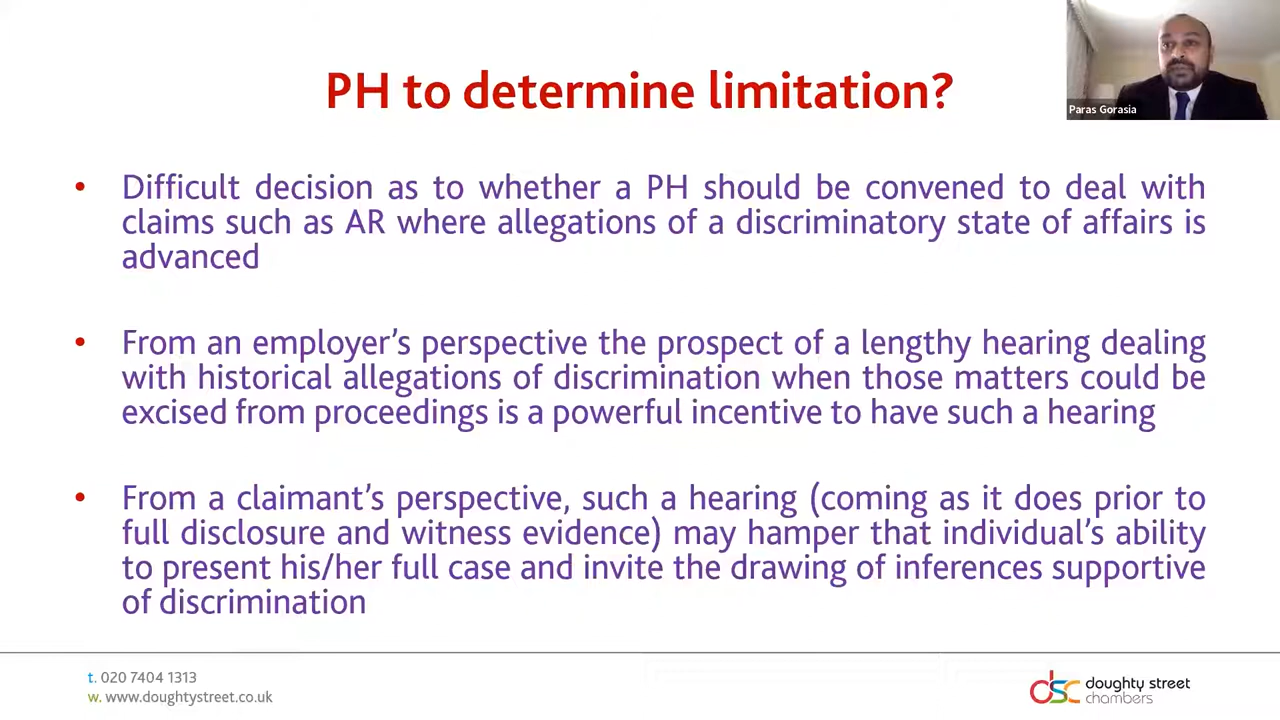 PH to determine limitation?
Paras Gorasia
• Difficult decision as to whether a PH should be convened to deal with
claims such as AR where allegations of a discriminatory state of affairs is
advanced
• From an employer’s perspective the prospect of a lengthy hearing dealing
with historical allegations of discrimination when those matters could be
excised from proceedings is a powerful incentive to have such a hearing
• From a claimant’s perspective, such a hearing (coming as it does prior to
full disclosure and witness evidence) may hamper that individual’s ability
to present his/her full case and invite the drawing of inferences supportive
of discrimination
t. 020 7404 1313
w. www.doughtystreet.co.uk
dsc doughty street
chambers